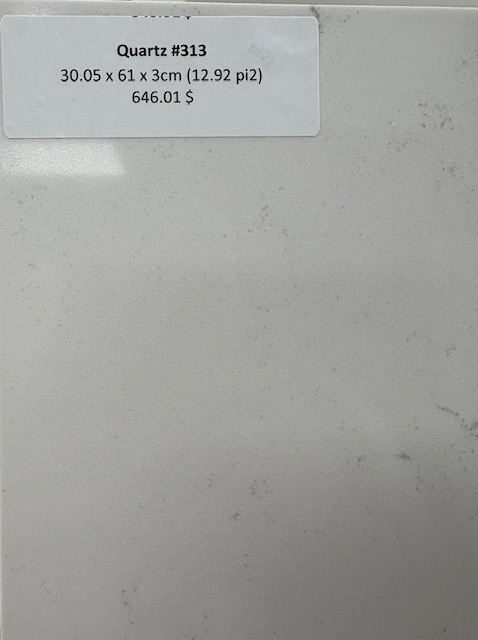 Quartz #313
30.05 x 61 x 3cm (12.92 pi2)
646.01 $